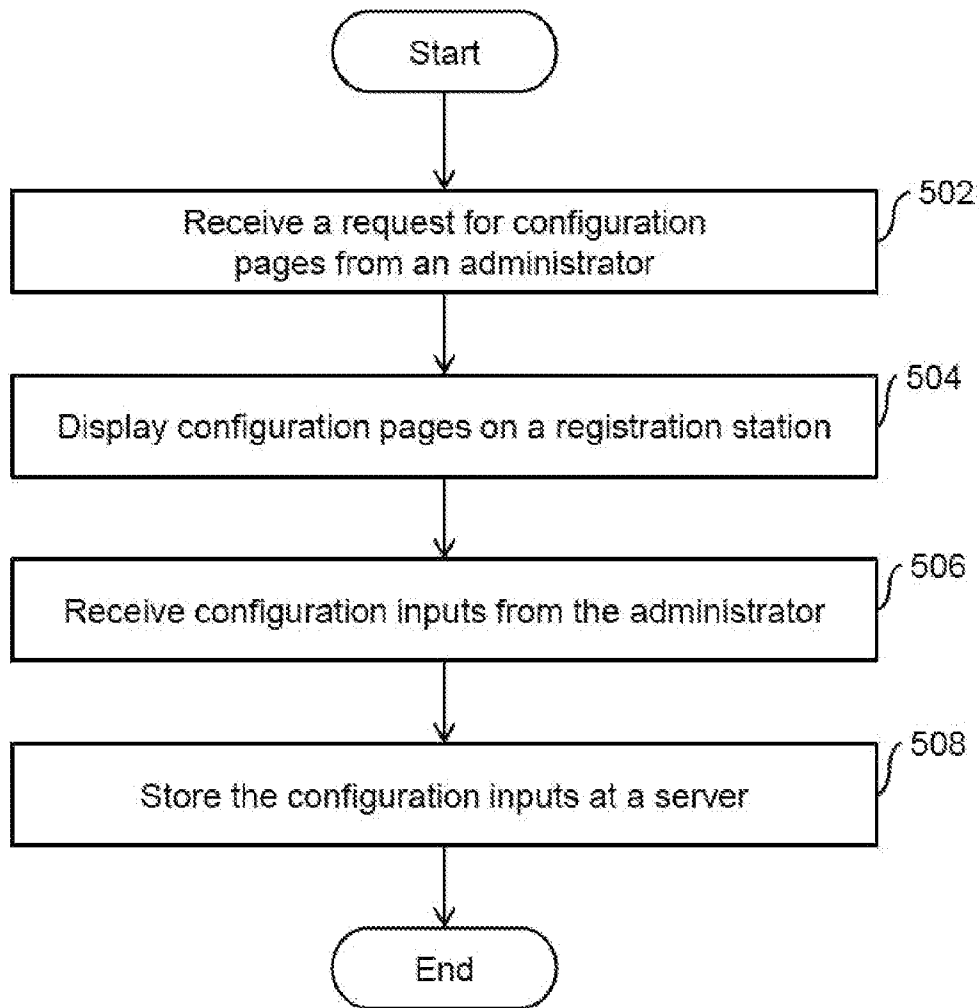 Start
502
Receive a request for configuration
pages from an administrator
504
Display configuration pages on a registration station
506
Receive configuration inputs from the administrator
508
Store the configuration inputs at a server
End